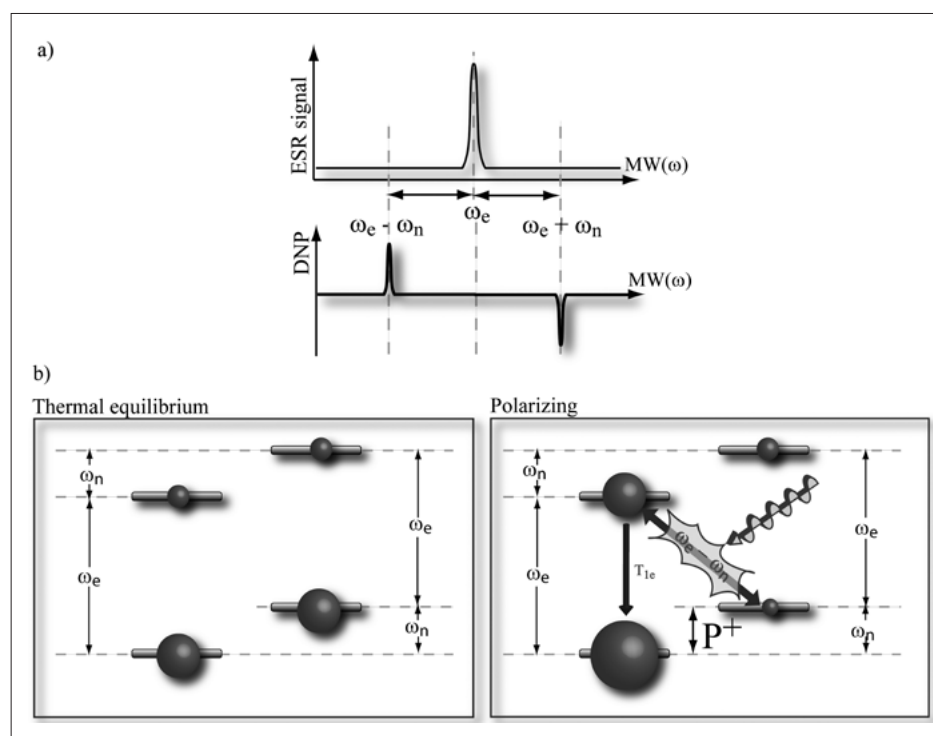 a)
ESR signal
MW(ω)
ωe
ωe - ωn
ωe + ωn
DNP
MW(ω)
b)
Thermal equilibrium
Polarizing
ωn
ωe
ωe
ωn
ωn
ωe
ωe - ωn
T1e
P+
ωe
ωn